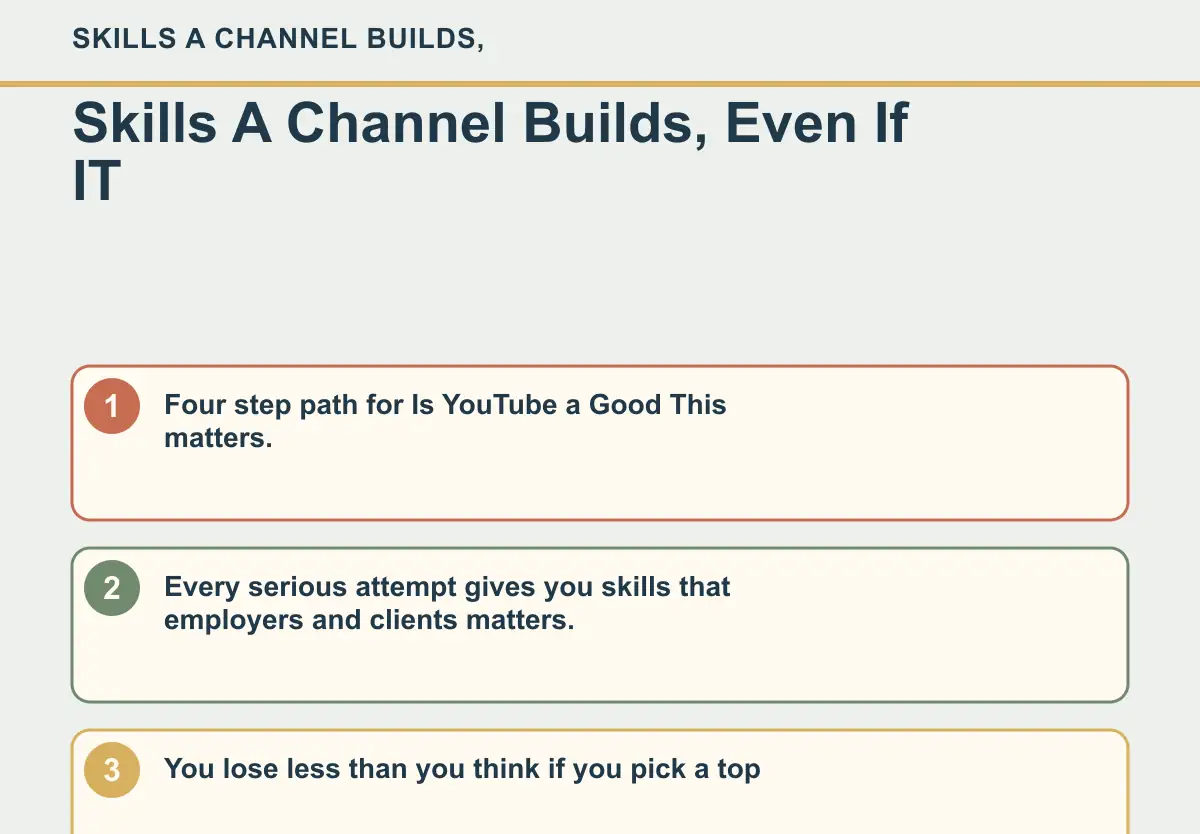 SKILLS A CHANNEL BUILDS,
Skills A Channel Builds, Even If
IT
1
Four step path for Is YouTube a Good This
matters.
2
Every serious attempt gives you skills that
employers and clients matters.
3
You lose less than you think if you pick a top